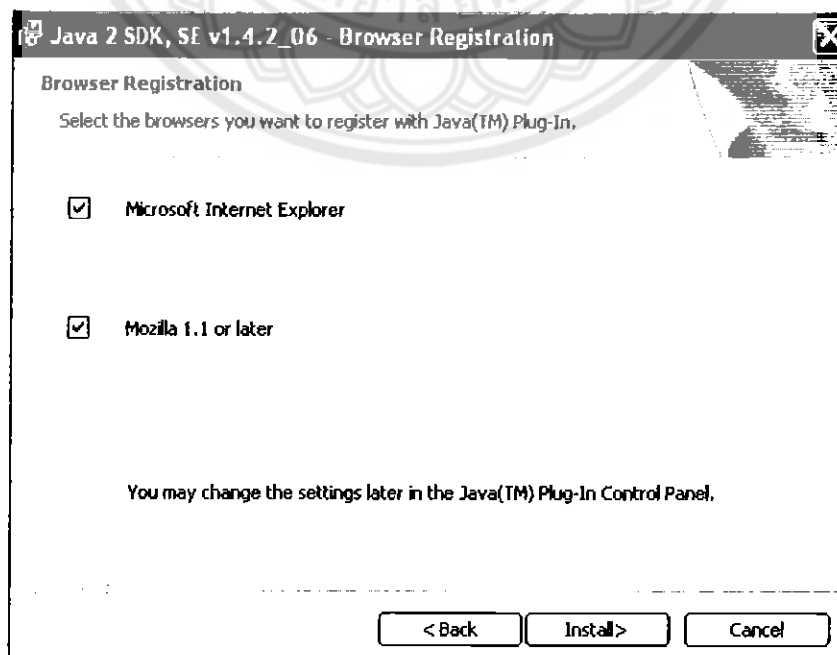 Java 2 SDK, SE v1.4.2_06 - Browser Registration
Browser Registration
Select the browsers you want to register with Java(TM) Plug-In.
Microsoft Internet Explorer
Mozilla 1.1 or later
You may change the settings later in the Java(TM) Plug-In Control Panel.
< Back
Install >
Cancel